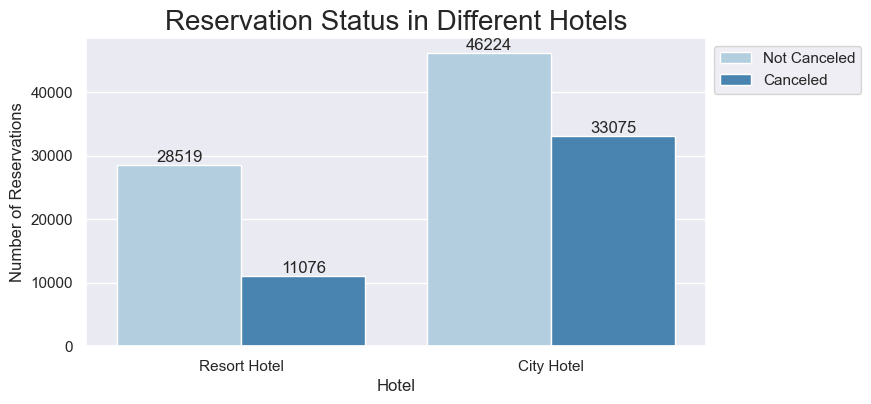 Reservation Status in Different Hotels
Not Canceled
Canceled
Number of Reservations
40000
30000
20000
10000
0
28519
11076
46224
33075
Resort Hotel
City Hotel
Hotel